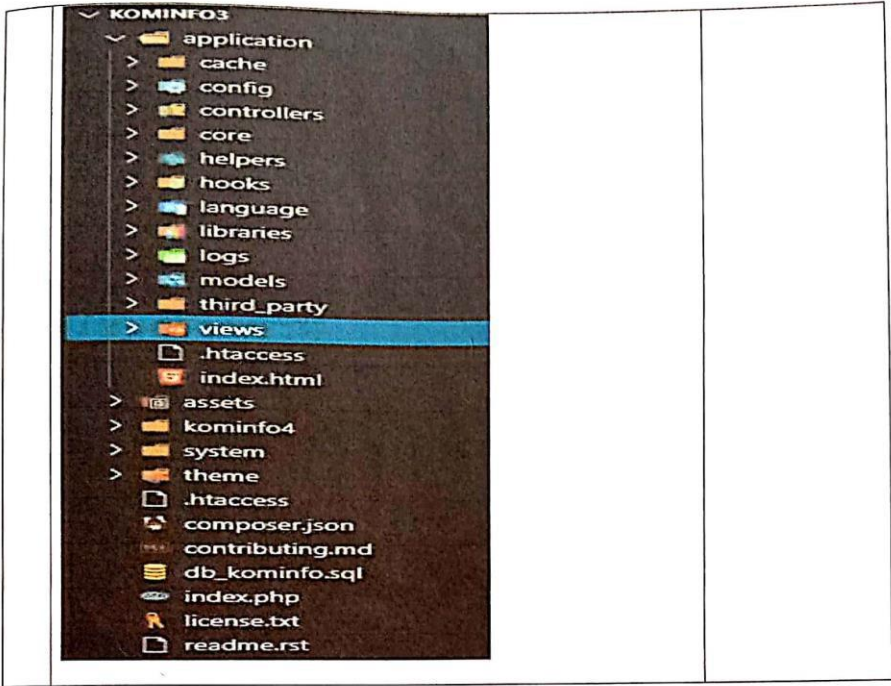 KOMINFO3
application
cache
config
controllers
core
helpers
hooks
language
libraries
logs
models
third_party
views
.htaccess
index.html
assets
kominfo4
system
theme
.htaccess
composer.json
contributing.md
db_kominfo.sql
index.php
license.txt
readme.rst